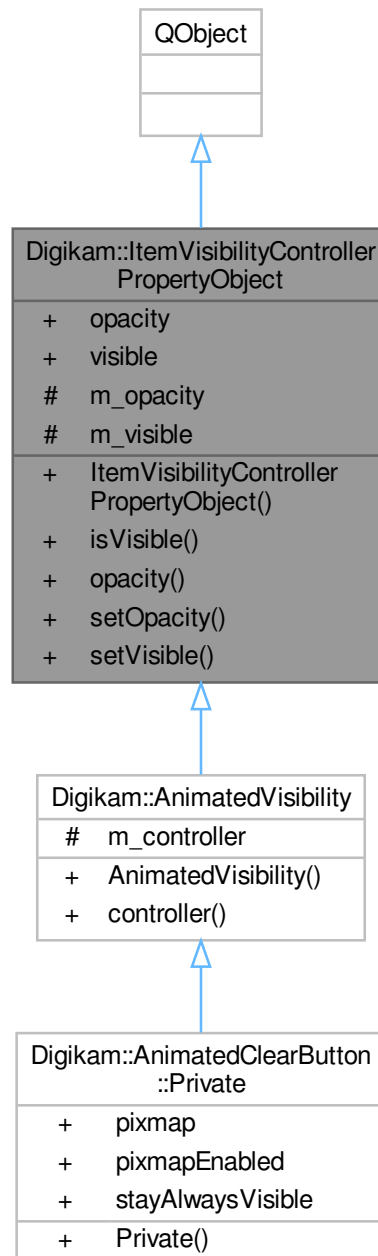 QObject
Digikam::ItemVisibilityController
PropertyObject
+ opacity
+ visible
# m_opacity
# m_visible
+ ItemVisibilityController
PropertyObject()
+ isVisible()
+ opacity()
+ setOpacity()
+ setVisible()
Digikam::AnimatedVisibility
# m_controller
+ AnimatedVisibility()
+ controller()
Digikam::AnimatedClearButton
::Private
+ pixmap
+ pixmapEnabled
+ stayAlwaysVisible
+ Private()